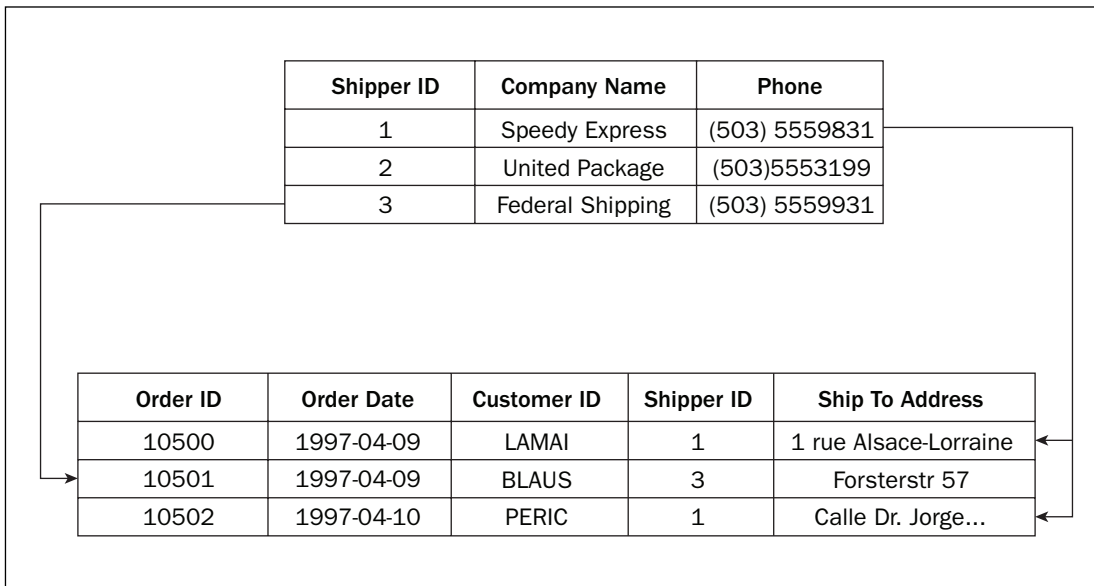 Shipper ID Company Name Phone
1 Speedy Express (503) 5559831
2 United Package (503)5553199
3 Federal Shipping (503) 5559931
Order ID Order Date Customer ID Shipper ID Ship To Address
10500 1997-04-09 LAMAI 1 1 rue Alsace-Lorraine
10501 1997-04-09 BLAUS 3 Forsterstr 57
10502 1997-04-10 PERIC 1 Calle Dr. Jorge...